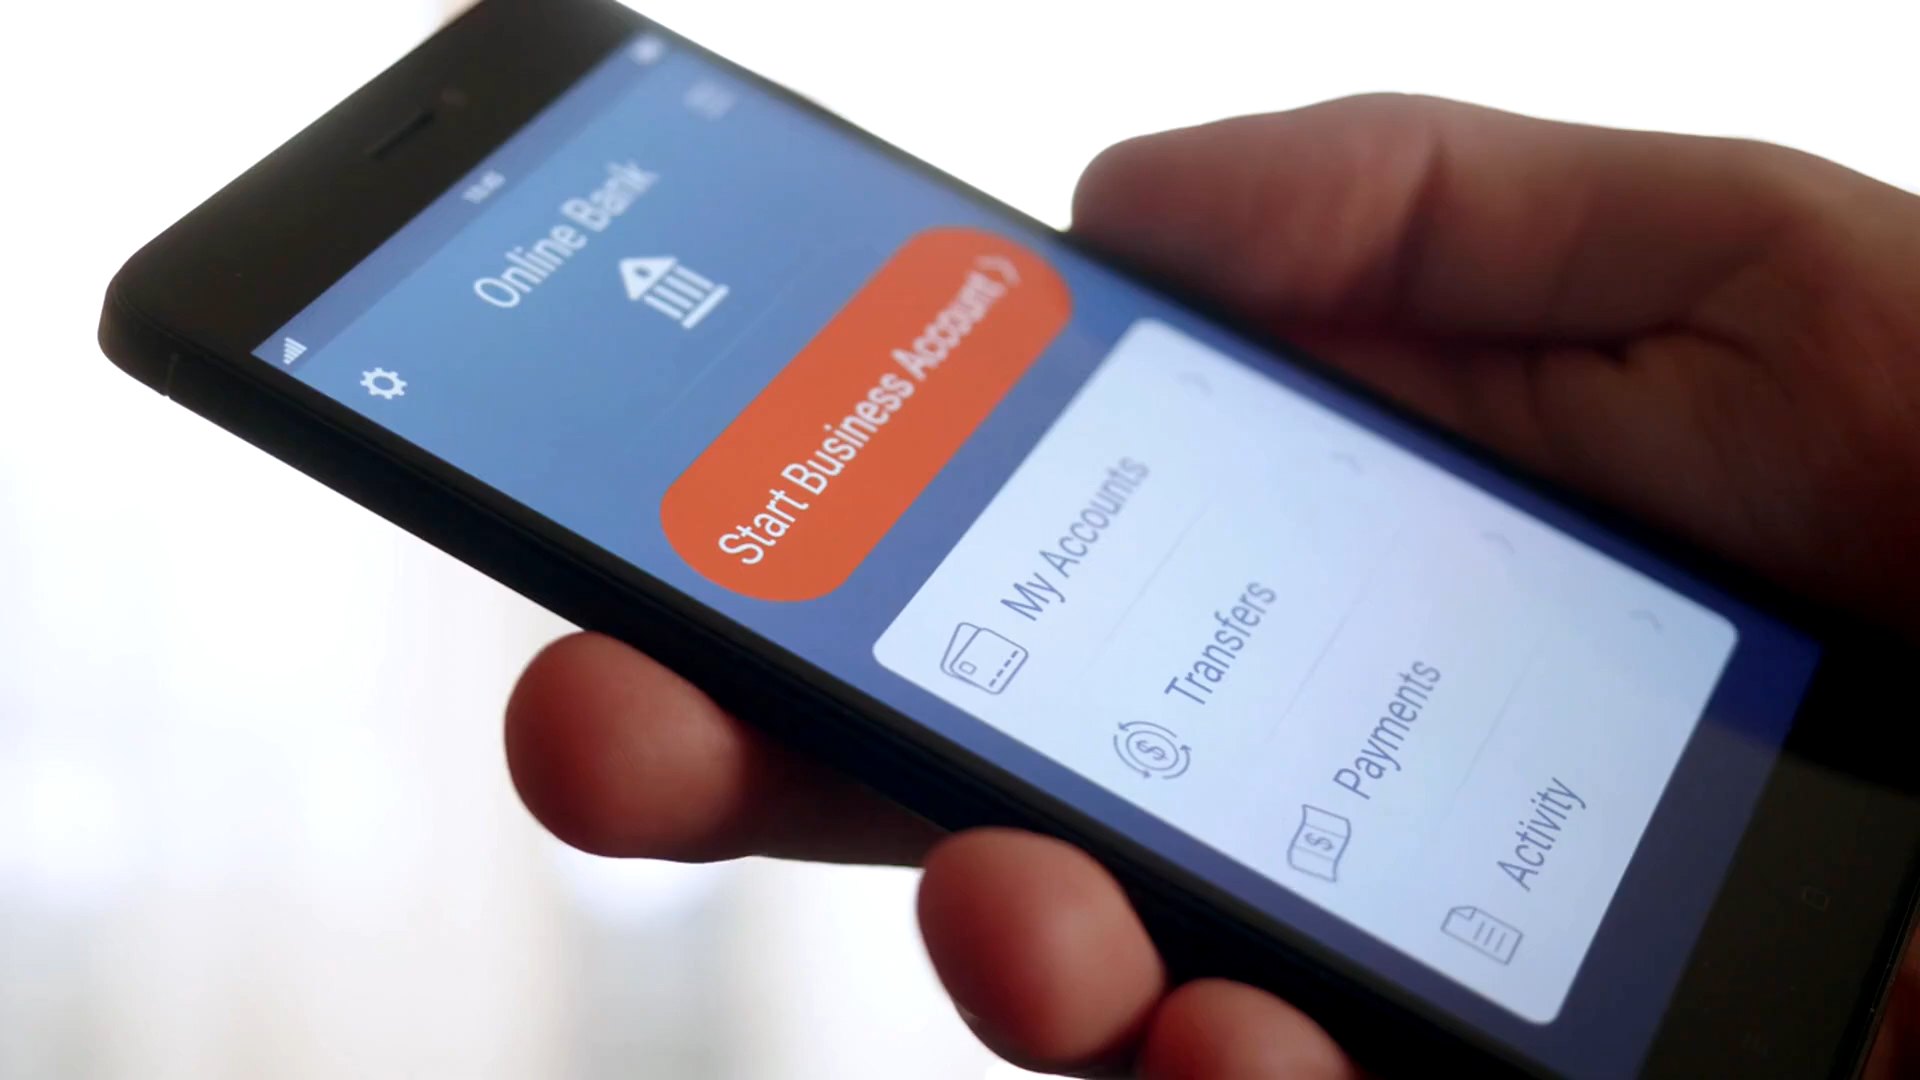 Online Bank
Start Business Account
My Accounts
Transfers
Payments
Activity